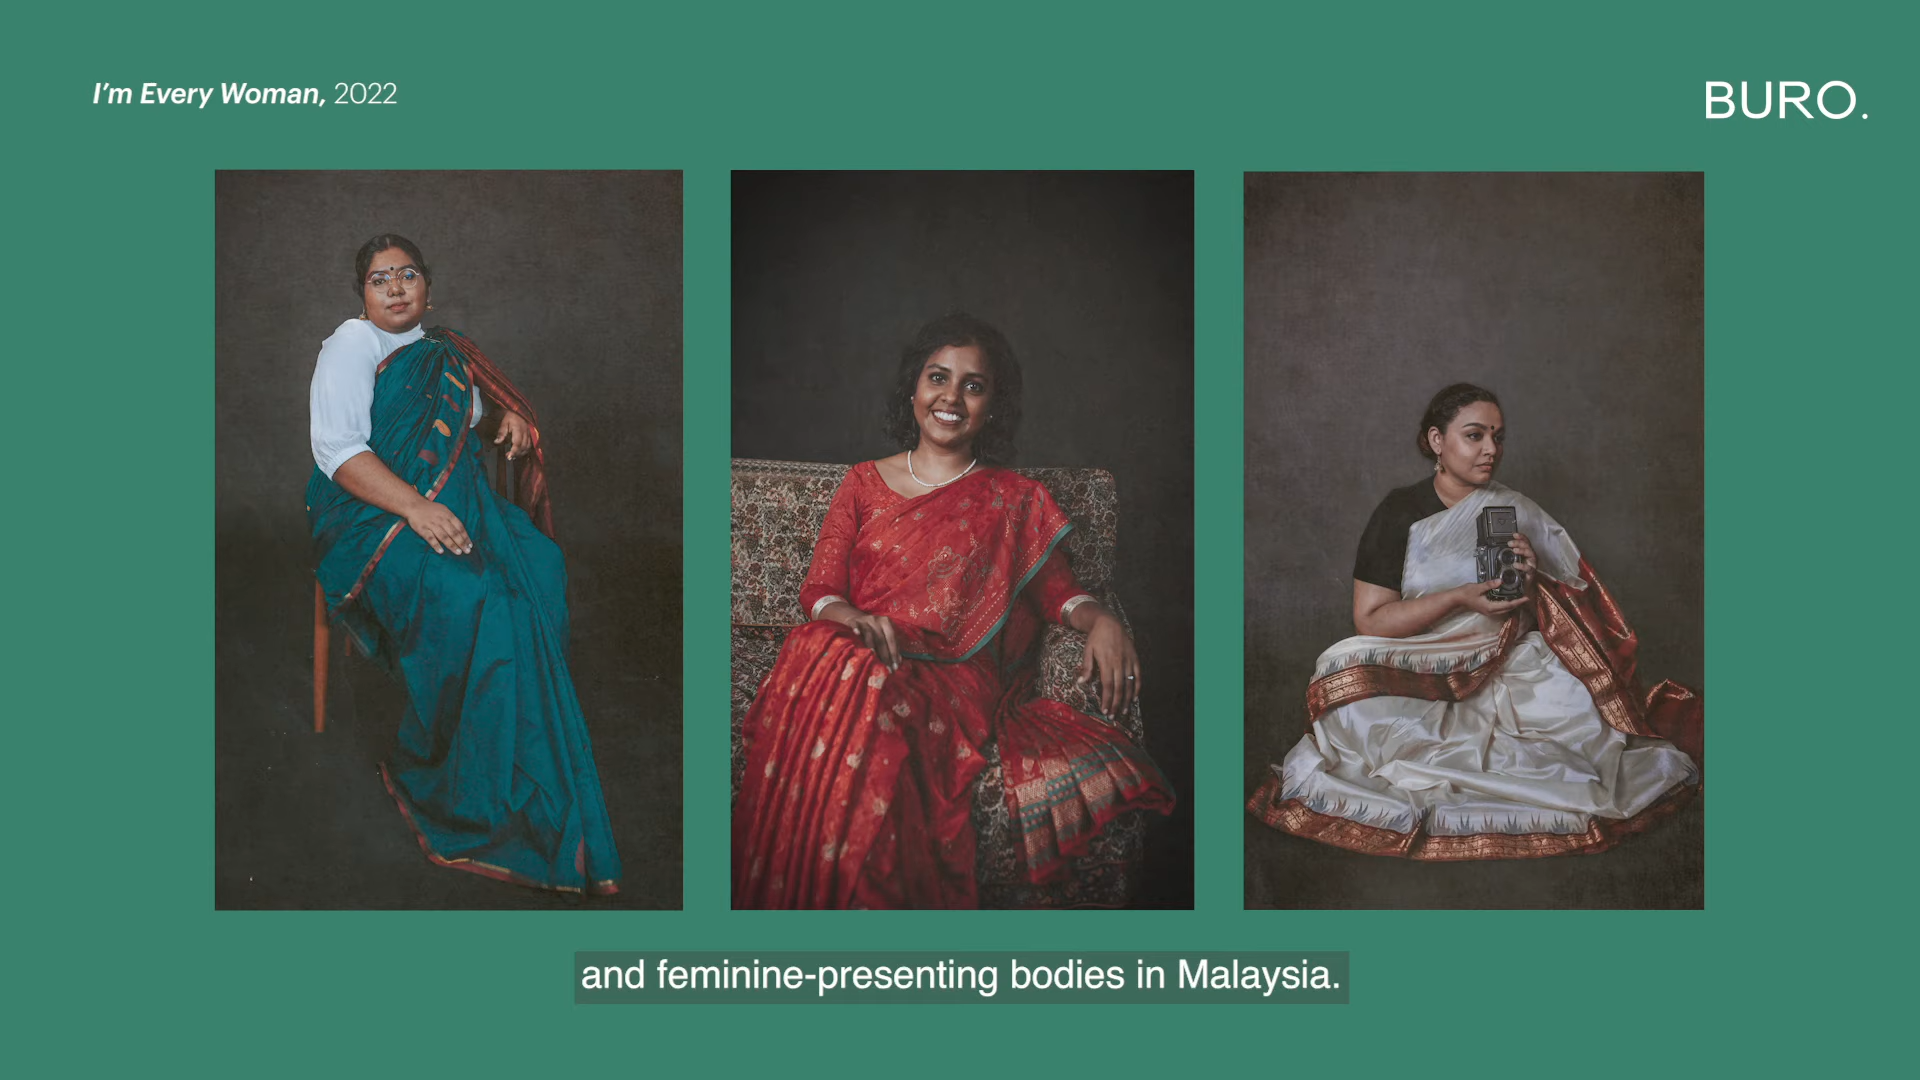 I'm Every Woman, 2022
BURO.
and feminine-presenting bodies in Malaysia.